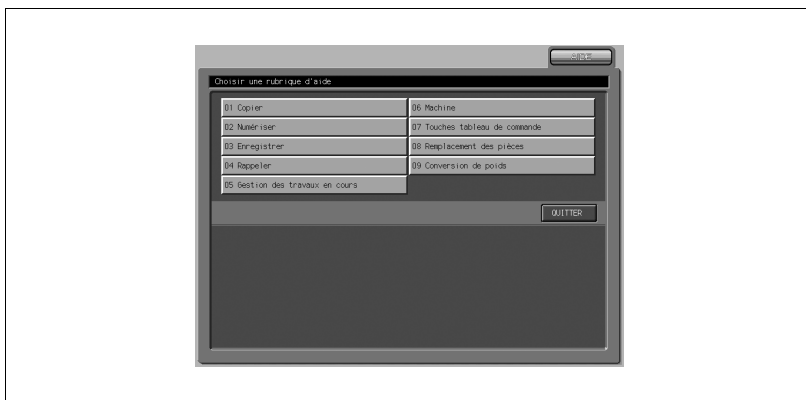 AIDE
Choisir une rubrique d'aide
01 Copier
02 Numériser
03 Enregistrer
04 Rappeler
05 Gestion des travaux en cours
06 Machine
07 Touches tableau de commande
08 Remplacement des pièces
09 Conversion de poids
QUITTER